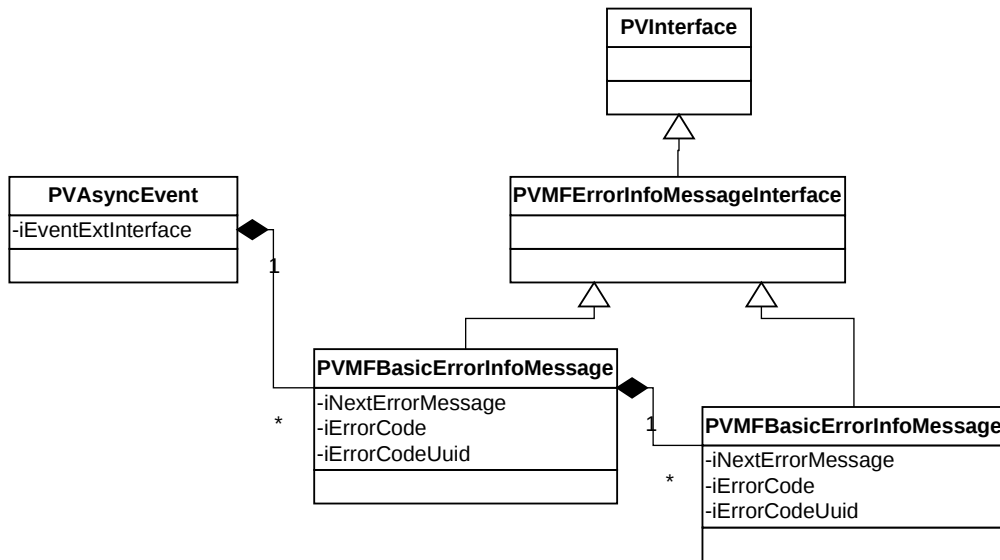 PVInterface
PVAsyncEvent
-iEventExtInterface
PVMFErrorInfoMessageInterface
1
PVMFBasicErrorInfoMessage
-iNextErrorMessage
-iErrorCode
-iErrorCodeUuid
*
1
PVMFBasicErrorInfoMessage
-iNextErrorMessage
-iErrorCode
-iErrorCodeUuid
*